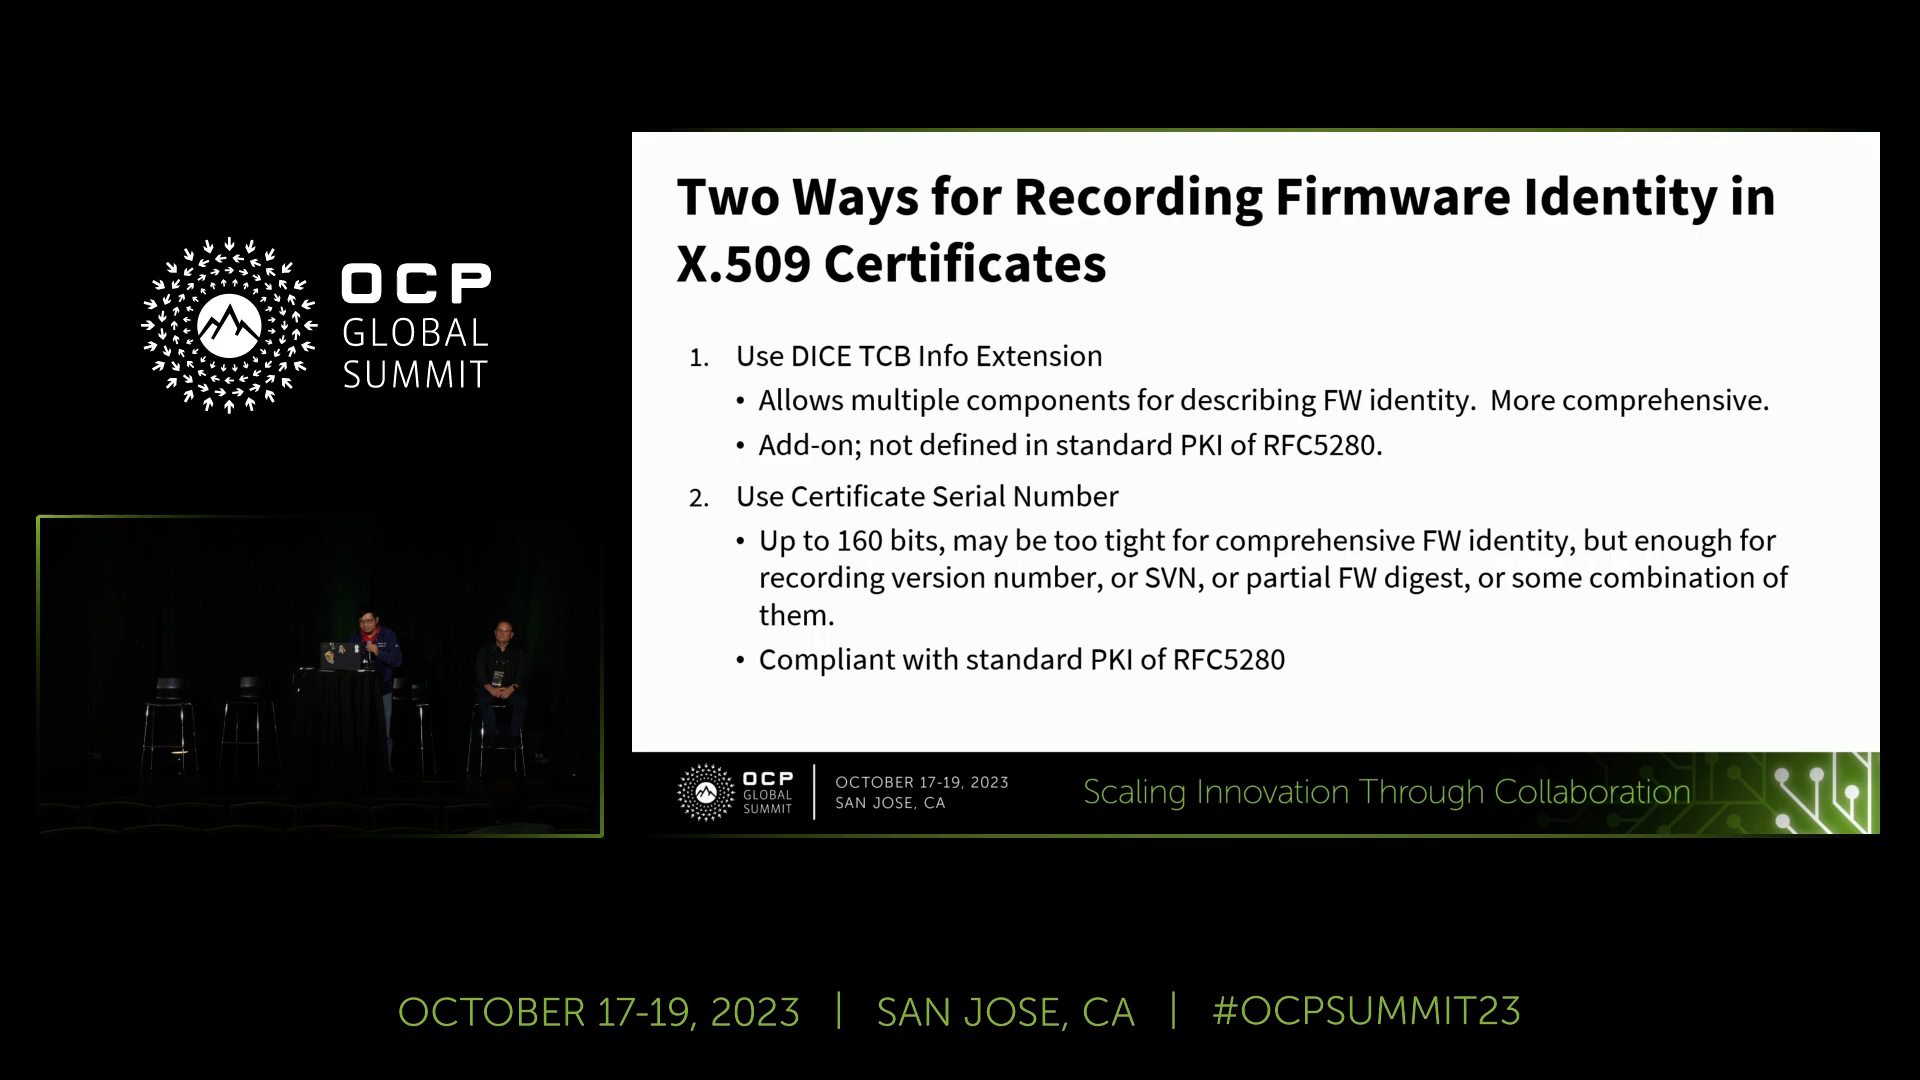 OCP
GLOBAL
SUMMIT
Two Ways for Recording Firmware Identity in
X.509 Certificates
1. Use DICE TCB Info Extension
• Allows multiple components for describing FW identity. More comprehensive.
• Add-on; not defined in standard PKI of RFC5280.
2. Use Certificate Serial Number
• Up to 160 bits, may be too tight for comprehensive FW identity, but enough for
recording version number, or SVN, or partial FW digest, or some combination of
them.
• Compliant with standard PKI of RFC5280
OCP
GLOBAL
SUMMIT
OCTOBER 17-19, 2023
SAN JOSE, CA
Scaling Innovation Through Collaboration
OCTOBER 17-19, 2023 | SAN JOSE, CA | #OCPSUMMIT23